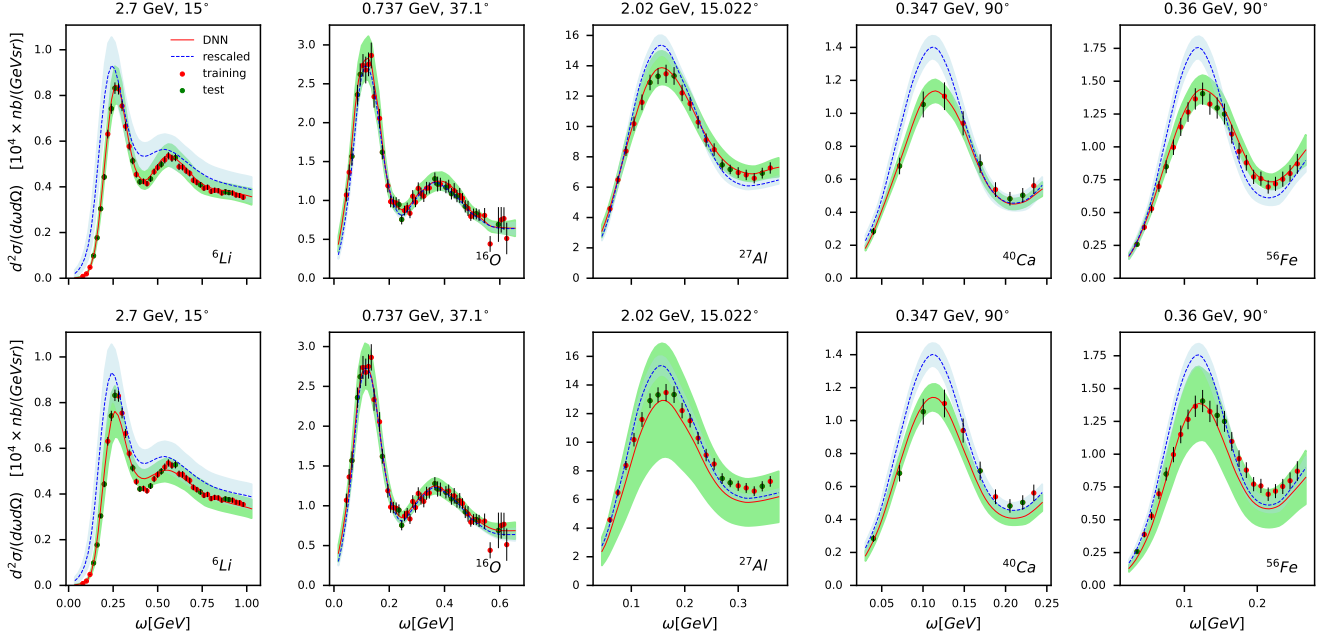 2.7 GeV, 15°
0.737 GeV, 37.1°
2.02 GeV, 15.022°
0.347 GeV, 90°
0.36 GeV, 90°
d²σ/(dωdΩ) [10⁴ × nb/(GeVsr)]
1.0
0.8
0.6
0.4
0.2
0.0
DNN
rescaled
training
test
⁶Li
3.0
2.5
2.0
1.5
1.0
0.5
0.0
¹⁶O
16
14
12
10
8
6
4
2
0
²⁷Al
1.4
1.2
1.0
0.8
0.6
0.4
0.2
0.0
⁴⁰Ca
1.75
1.50
1.25
1.00
0.75
0.50
0.25
0.00
⁵⁶Fe
2.7 GeV, 15°
0.737 GeV, 37.1°
2.02 GeV, 15.022°
0.347 GeV, 90°
0.36 GeV, 90°
d²σ/(dωdΩ) [10⁴ × nb/(GeVsr)]
1.0
0.8
0.6
0.4
0.2
0.0
⁶Li
0.00 0.25 0.50 0.75 1.00
ω[GeV]
3.0
2.5
2.0
1.5
1.0
0.5
0.0
¹⁶O
0.0 0.2 0.4 0.6
ω[GeV]
16
14
12
10
8
6
4
2
0
²⁷Al
0.1 0.2 0.3
ω[GeV]
1.4
1.2
1.0
0.8
0.6
0.4
0.2
0.0
⁴⁰Ca
0.05 0.10 0.15 0.20 0.25
ω[GeV]
1.75
1.50
1.25
1.00
0.75
0.50
0.25
0.00
⁵⁶Fe
0.1 0.2
ω[GeV]